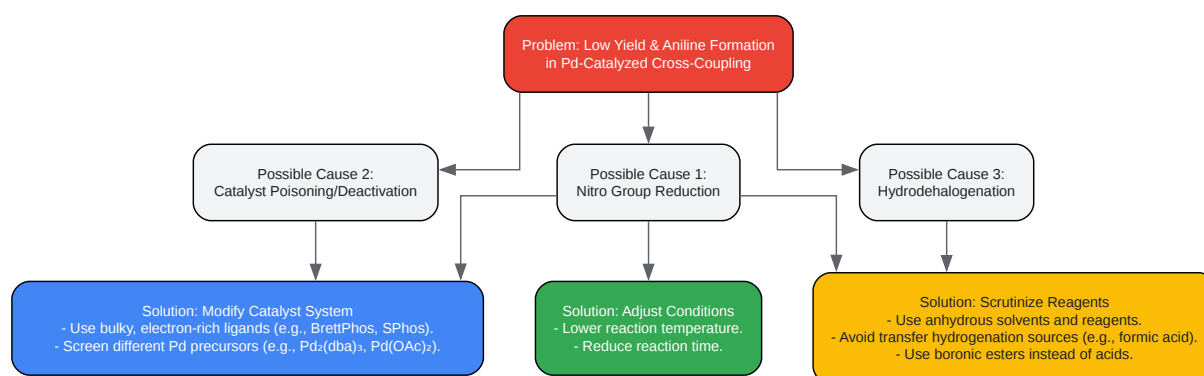 Problem: Low Yield & Aniline Formation
in Pd-Catalyzed Cross-Coupling
Possible Cause 2:
Catalyst Poisoning/Deactivation
Possible Cause 1:
Nitro Group Reduction
Possible Cause 3:
Hydrodehalogenation
Solution: Modify Catalyst System
- Use bulky, electron-rich ligands (e.g., BrettPhos, SPhos).
- Screen different Pd precursors (e.g., Pd₂(dba)₃, Pd(OAc)₂).
Solution: Adjust Conditions
- Lower reaction temperature.
- Reduce reaction time.
Solution: Scrutinize Reagents
- Use anhydrous solvents and reagents.
- Avoid transfer hydrogenation sources (e.g., formic acid).
- Use boronic esters instead of acids.